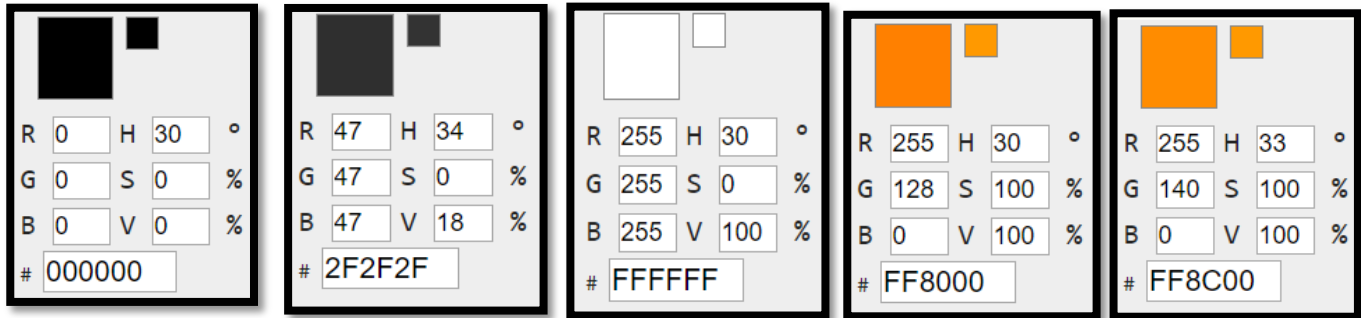 R 0 H 30 °
G 0 S 0 %
B 0 V 0 %
# 000000
R 47 H 34 °
G 47 S 0 %
B 47 V 18 %
# 2F2F2F
R 255 H 30 °
G 255 S 0 %
B 255 V 100 %
# FFFFFF
R 255 H 30 °
G 128 S 100 %
B 0 V 100 %
# FF8000
R 255 H 33 °
G 140 S 100 %
B 0 V 100 %
# FF8C00